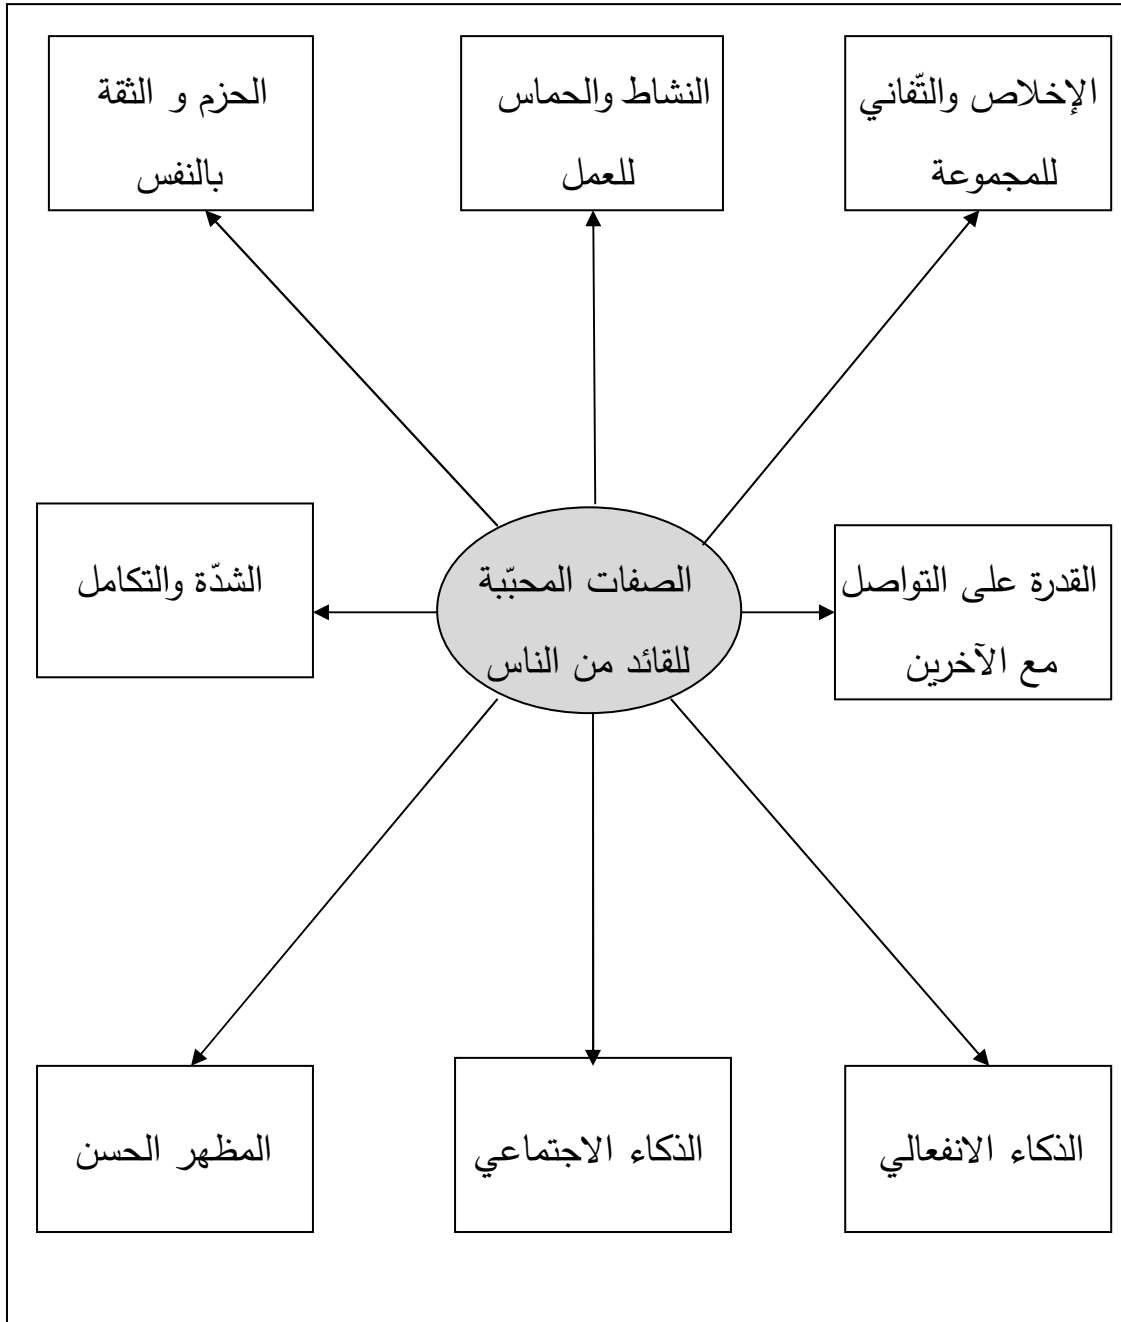 الإخلاص والتّفاني
للمجموعة
النشاط والحماس
للعمل
الحزم و الثقة
بالنفس
القدرة على التواصل
مع الآخرين
الصفات المحبّبة
للقائد من الناس
الشدّة والتكامل
الذكاء الانفعالي
الذكاء الاجتماعي
المظهر الحسن